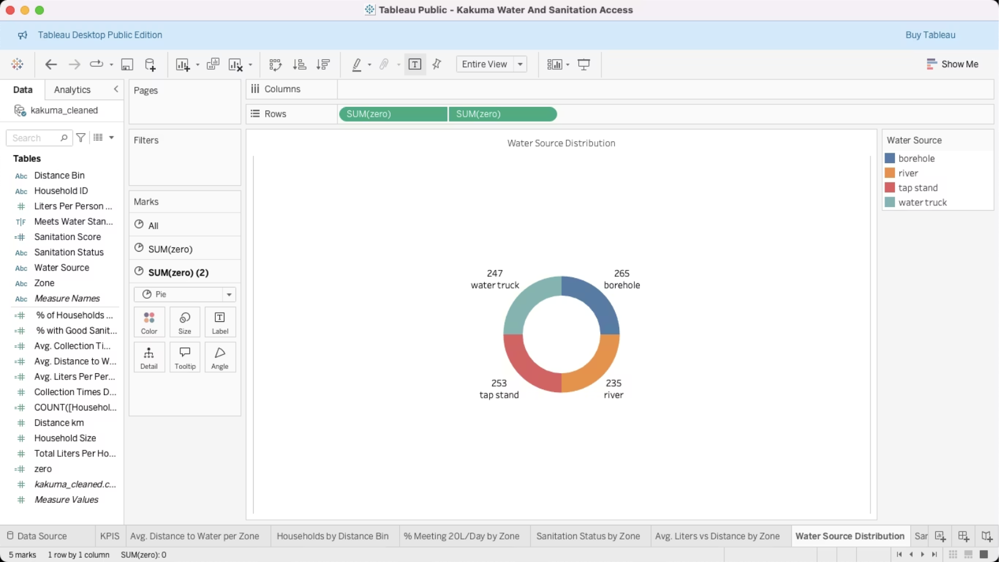 Tableau Public - Kakuma Water And Sanitation Access
Tableau Desktop Public Edition
Buy Tableau
Entire View
Show Me
Data
Analytics
kakuma_cleaned
Search
Tables
Abc Distance Bin
Abc Household ID
Liters Per Person ...
T|F Meets Water Stan...
=# Sanitation Score
Abc Sanitation Status
Abc Water Source
Abc Zone
Abc Measure Names
=# % of Households ...
=# % with Good Sanit...
=# Avg. Collection Ti...
=# Avg. Distance to W...
=# Avg. Liters Per Per...
# Collection Times D...
=# COUNT([Househol...
# Distance km
# Household Size
# Total Liters Per Ho...
=# zero
# kakuma_cleaned.c...
# Measure Values
Pages
Filters
Marks
All
SUM(zero)
SUM(zero) (2)
Pie
Color
Size
Label
Detail
Tooltip
Angle
Columns
Rows
SUM(zero)
SUM(zero)
Water Source Distribution
247
water truck
265
borehole
253
tap stand
235
river
Water Source
borehole
river
tap stand
water truck
Data Source
KPIS
Avg. Distance to Water per Zone
Households by Distance Bin
% Meeting 20L/Day by Zone
Sanitation Status by Zone
Avg. Liters vs Distance by Zone
Water Source Distribution
Sar
5 marks
1 row by 1 column
SUM(zero): 0